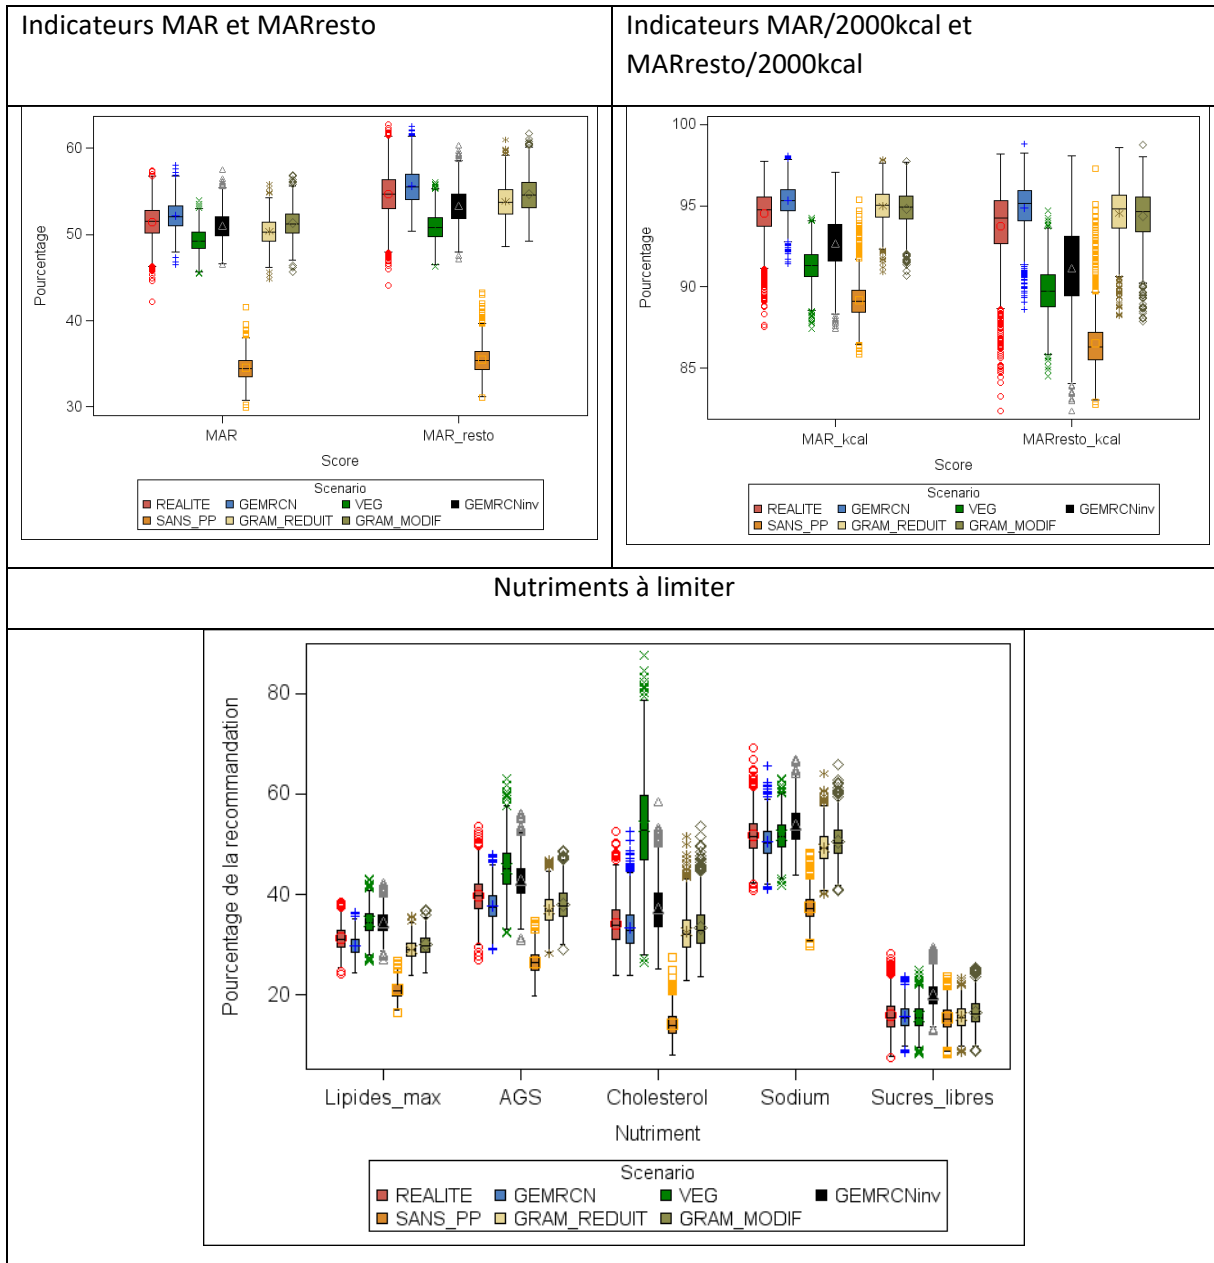 Indicateurs MAR et MARresto
Indicateurs MAR/2000kcal et
MARresto/2000kcal
60
50
40
30
Pourcentage
MAR
MAR_resto
Score
Scenario
REALITE GEMRCN VEG GEMRCNinv
SANS_PP GRAM_REDUIT GRAM_MODIF
100
95
90
85
Pourcentage
MAR_kcal
MARresto_kcal
Score
Scenario
REALITE GEMRCN VEG GEMRCNinv
SANS_PP GRAM_REDUIT GRAM_MODIF
Nutriments à limiter
80
60
40
20
Pourcentage de la recommandation
Lipides_max AGS Cholesterol Sodium Sucres_libres
Nutriment
Scenario
REALITE GEMRCN VEG GEMRCNinv
SANS_PP GRAM_REDUIT GRAM_MODIF